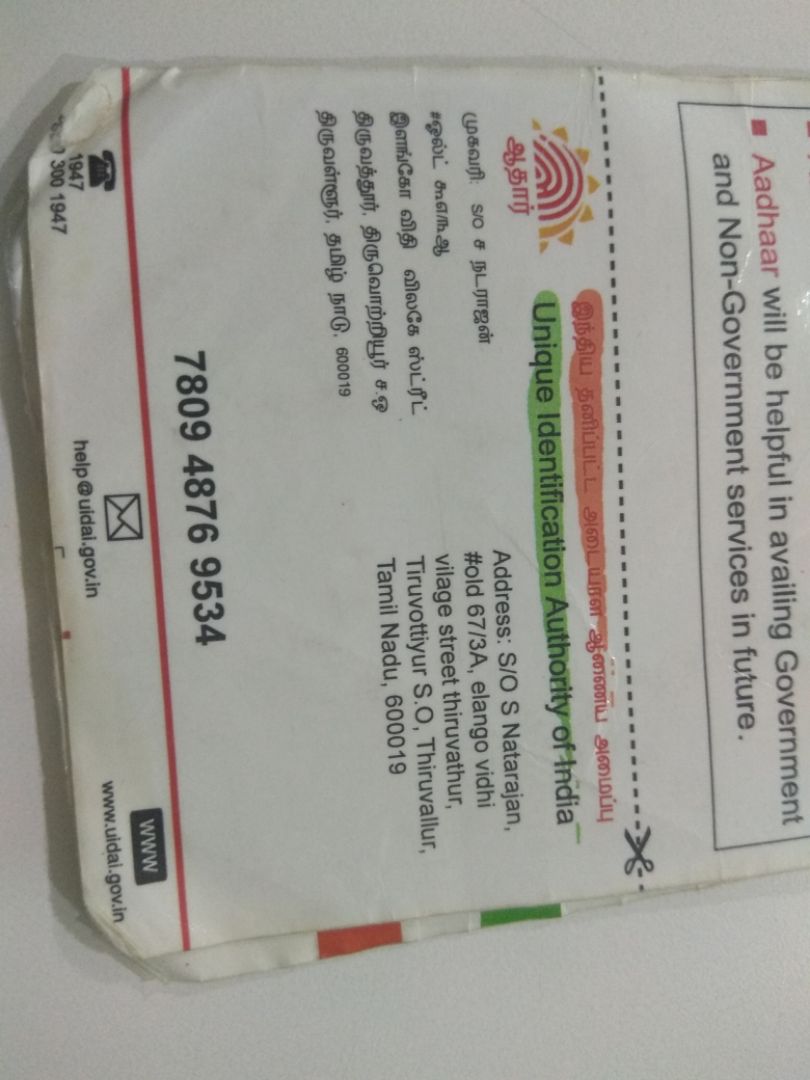 Aadhaar will be helpful in availing Government
and Non-Government services in future.
இந்திய தனிப்பட்ட அடையாள ஆணைய அமைப்பு
Unique Identification Authority of India
ஆதார்
முகவரி: S/O ச நடராஜன்
#ஓல்ட்
இளங்கோ விதி விலகே ஸ்ட்ரீட்
திருவத்தூர், திருவொற்றியூர் ச.ஓ
திருவள்ளூர், தமிழ் நாடு, 600019
Address: S/O S Natarajan,
#old 67/3A, elango vidhi
vilage street thiruvathur,
Tiruvottiyur S.O, Thiruvallur,
Tamil Nadu, 600019
7809 4876 9534
1947
300 1947
help@uidai.gov.in
WWW
www.uidai.gov.in